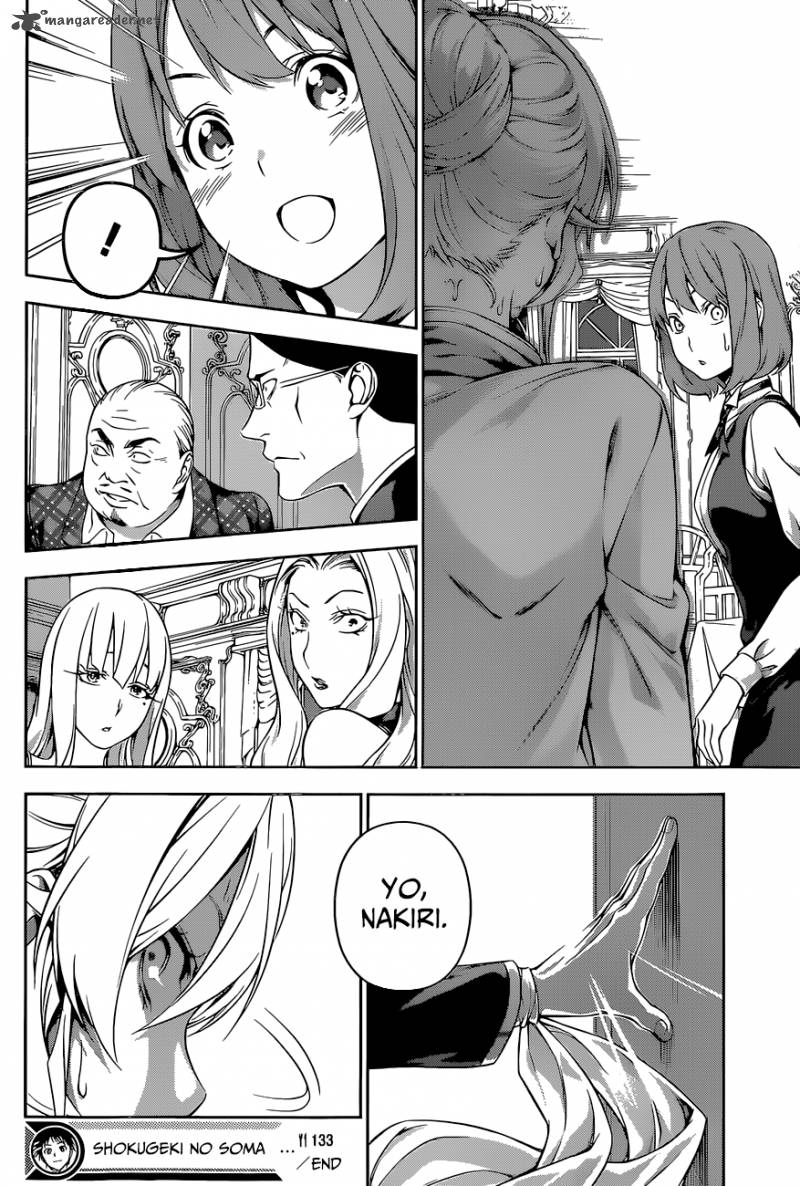 mangareader.net
!
YO,
NAKIRI.
SHOKUGEKI NO SOMA ... 133
/END